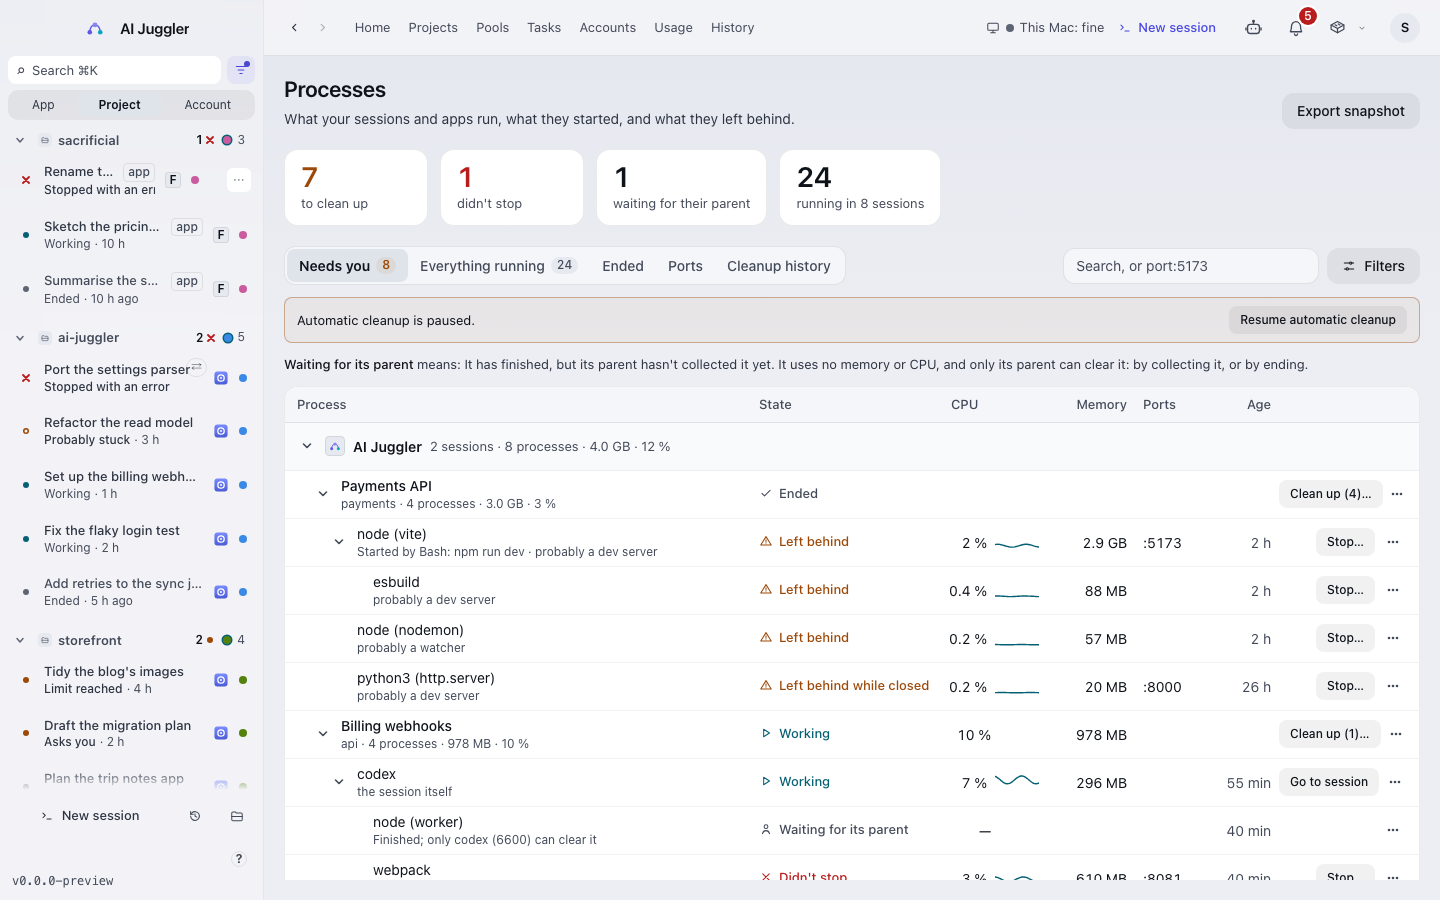 AI Juggler
Search ⌘K
App Project Account
sacrificial 1 3
Rename t... app F
Stopped with an err
Sketch the pricin... app F
Working · 10 h
Summarise the s... app F
Ended · 10 h ago
ai-juggler 2 5
Port the settings parser
Stopped with an error
Refactor the read model
Probably stuck · 3 h
Set up the billing webh...
Working · 1 h
Fix the flaky login test
Working · 2 h
Add retries to the sync j...
Ended · 5 h ago
storefront 2 4
Tidy the blog's images
Limit reached · 4 h
Draft the migration plan
Asks you · 2 h
Plan the trip notes app
New session
?
v0.0.0-preview
Home Projects Pools Tasks Accounts Usage History
This Mac: fine
New session
5
S
Processes
What your sessions and apps run, what they started, and what they left behind.
Export snapshot
7
to clean up
1
didn't stop
1
waiting for their parent
24
running in 8 sessions
Needs you 8 Everything running 24 Ended Ports Cleanup history
Search, or port:5173
Filters
Automatic cleanup is paused.
Resume automatic cleanup
Waiting for its parent means: It has finished, but its parent hasn't collected it yet. It uses no memory or CPU, and only its parent can clear it: by collecting it, or by ending.
Process State CPU Memory Ports Age
AI Juggler 2 sessions · 8 processes · 4.0 GB · 12 %
Payments API Ended Clean up (4)... ···
payments · 4 processes · 3.0 GB · 3 %
node (vite) Left behind 2 % 2.9 GB :5173 2 h Stop... ···
Started by Bash: npm run dev · probably a dev server
esbuild Left behind 0.4 % 88 MB 2 h Stop... ···
probably a dev server
node (nodemon) Left behind 0.2 % 57 MB 2 h Stop... ···
probably a watcher
python3 (http.server) Left behind while closed 0.2 % 20 MB :8000 26 h Stop... ···
probably a dev server
Billing webhooks Working 10 % 978 MB Clean up (1)... ···
api · 4 processes · 978 MB · 10 %
codex Working 7 % 296 MB 55 min Go to session ···
the session itself
node (worker) Waiting for its parent — 40 min ···
Finished; only codex (6600) can clear it
webpack Didn't stop 3 % 610 MB :8081 40 min Stop... ···